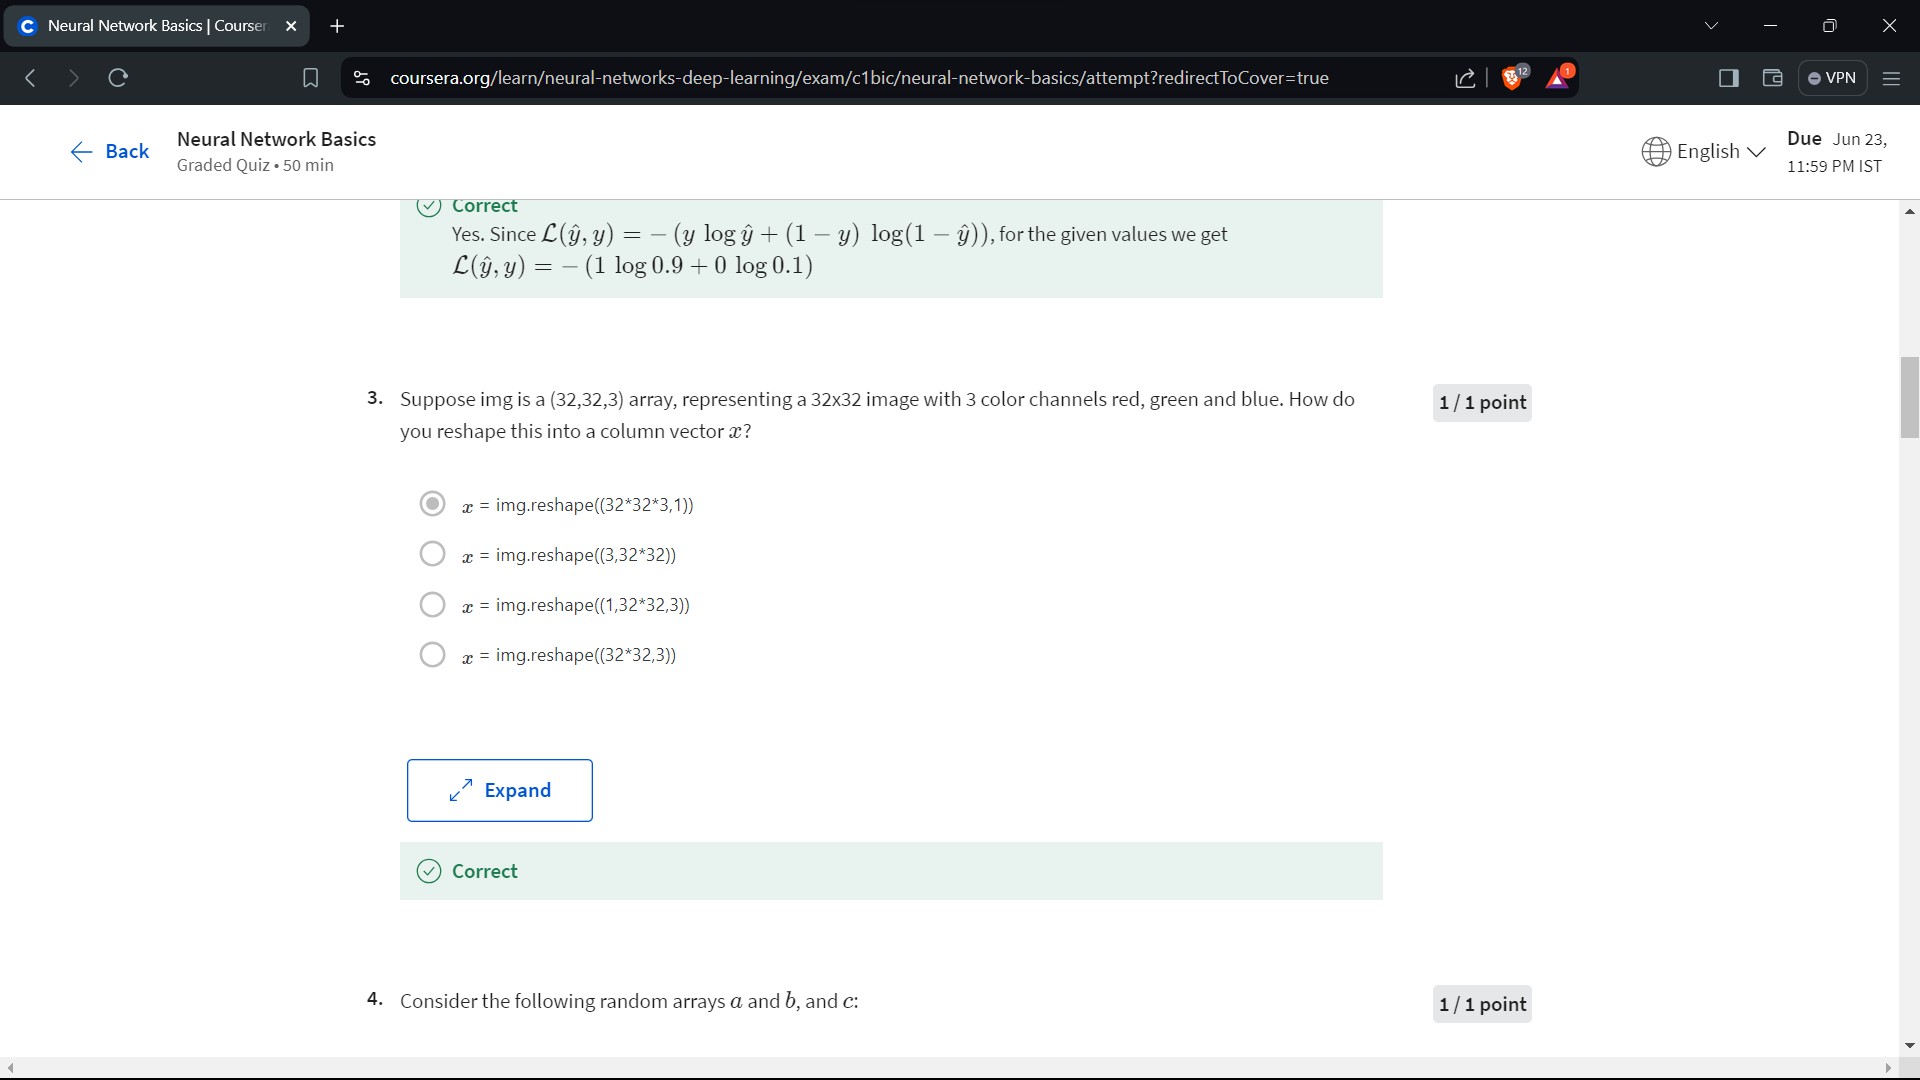 Neural Network Basics | Courser
coursera.org/learn/neural-networks-deep-learning/exam/c1bic/neural-network-basics/attempt?redirectToCover=true
12
1
VPN
Back
Neural Network Basics
Graded Quiz • 50 min
English
Due Jun 23,
11:59 PM IST
Correct
Yes. Since ℒ(ŷ, y) = − (y log ŷ + (1 − y) log(1 − ŷ)), for the given values we get
ℒ(ŷ, y) = − (1 log 0.9 + 0 log 0.1)
3. Suppose img is a (32,32,3) array, representing a 32x32 image with 3 color channels red, green and blue. How do
you reshape this into a column vector x?
1 / 1 point
x = img.reshape((32*32*3,1))
x = img.reshape((3,32*32))
x = img.reshape((1,32*32,3))
x = img.reshape((32*32,3))
Expand
Correct
4. Consider the following random arrays a and b, and c:
1 / 1 point